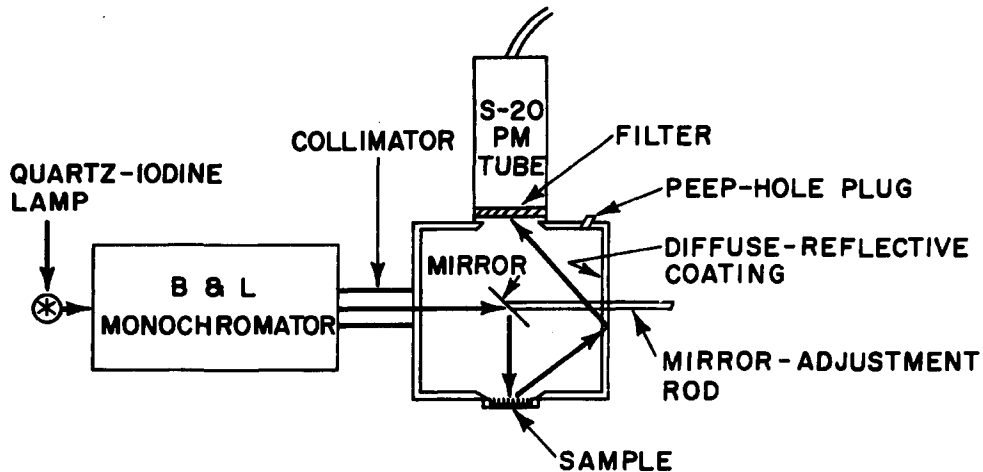 S-20
PM
TUBE
COLLIMATOR
FILTER
QUARTZ-IODINE
LAMP
PEEP-HOLE PLUG
DIFFUSE-REFLECTIVE
COATING
MIRROR
B & L
MONOCHROMATOR
MIRROR-ADJUSTMENT
ROD
SAMPLE